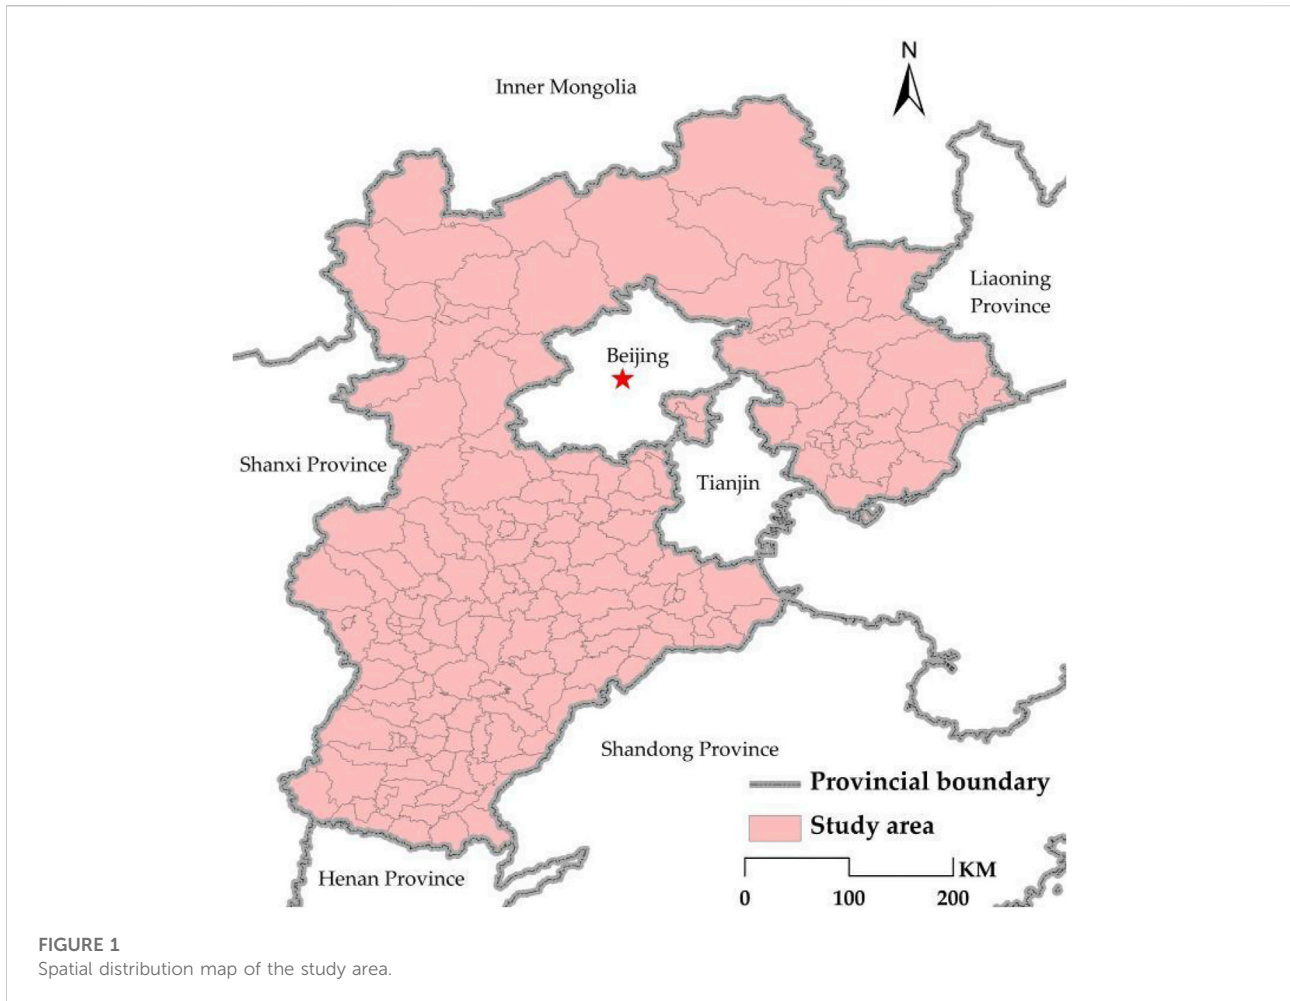 N
Inner Mongolia
Liaoning
Province
Beijing
Shanxi Province
Tianjin
Shandong Province
Provincial boundary
Study area
KM
0 100 200
Henan Province
FIGURE 1
Spatial distribution map of the study area.